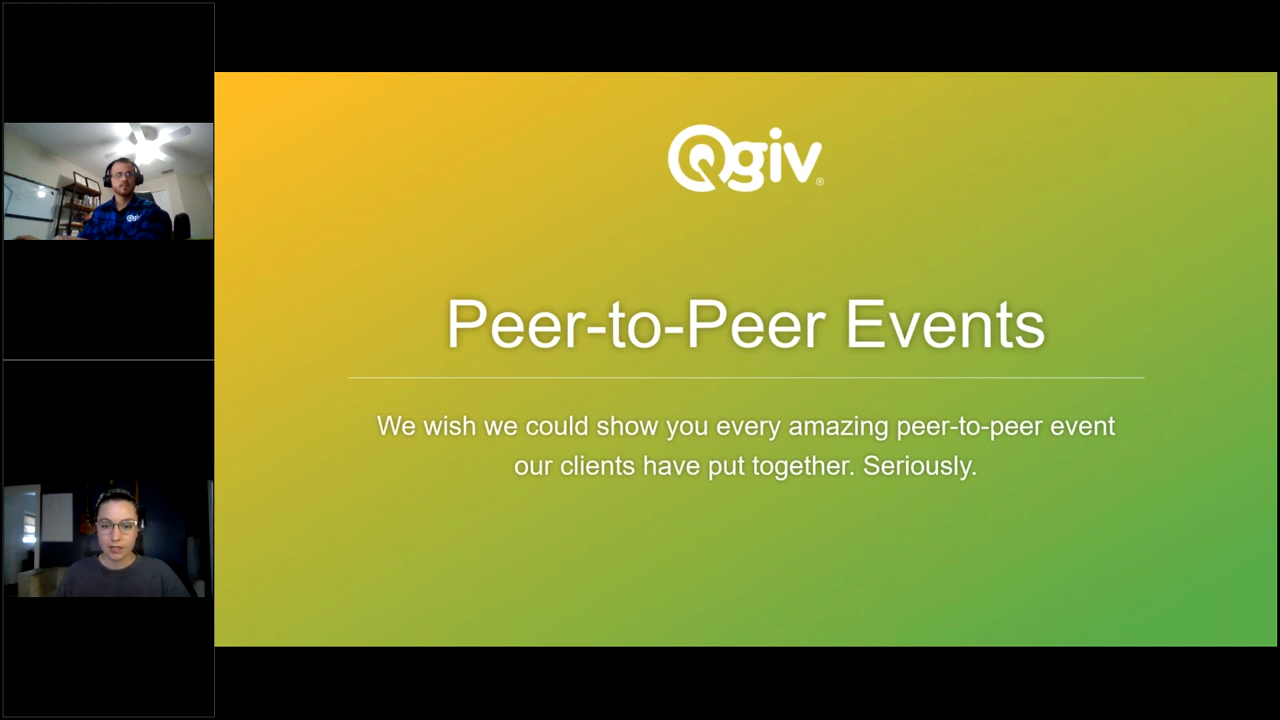 Qgiv®
Peer-to-Peer Events
We wish we could show you every amazing peer-to-peer event
our clients have put together. Seriously.
Qgiv